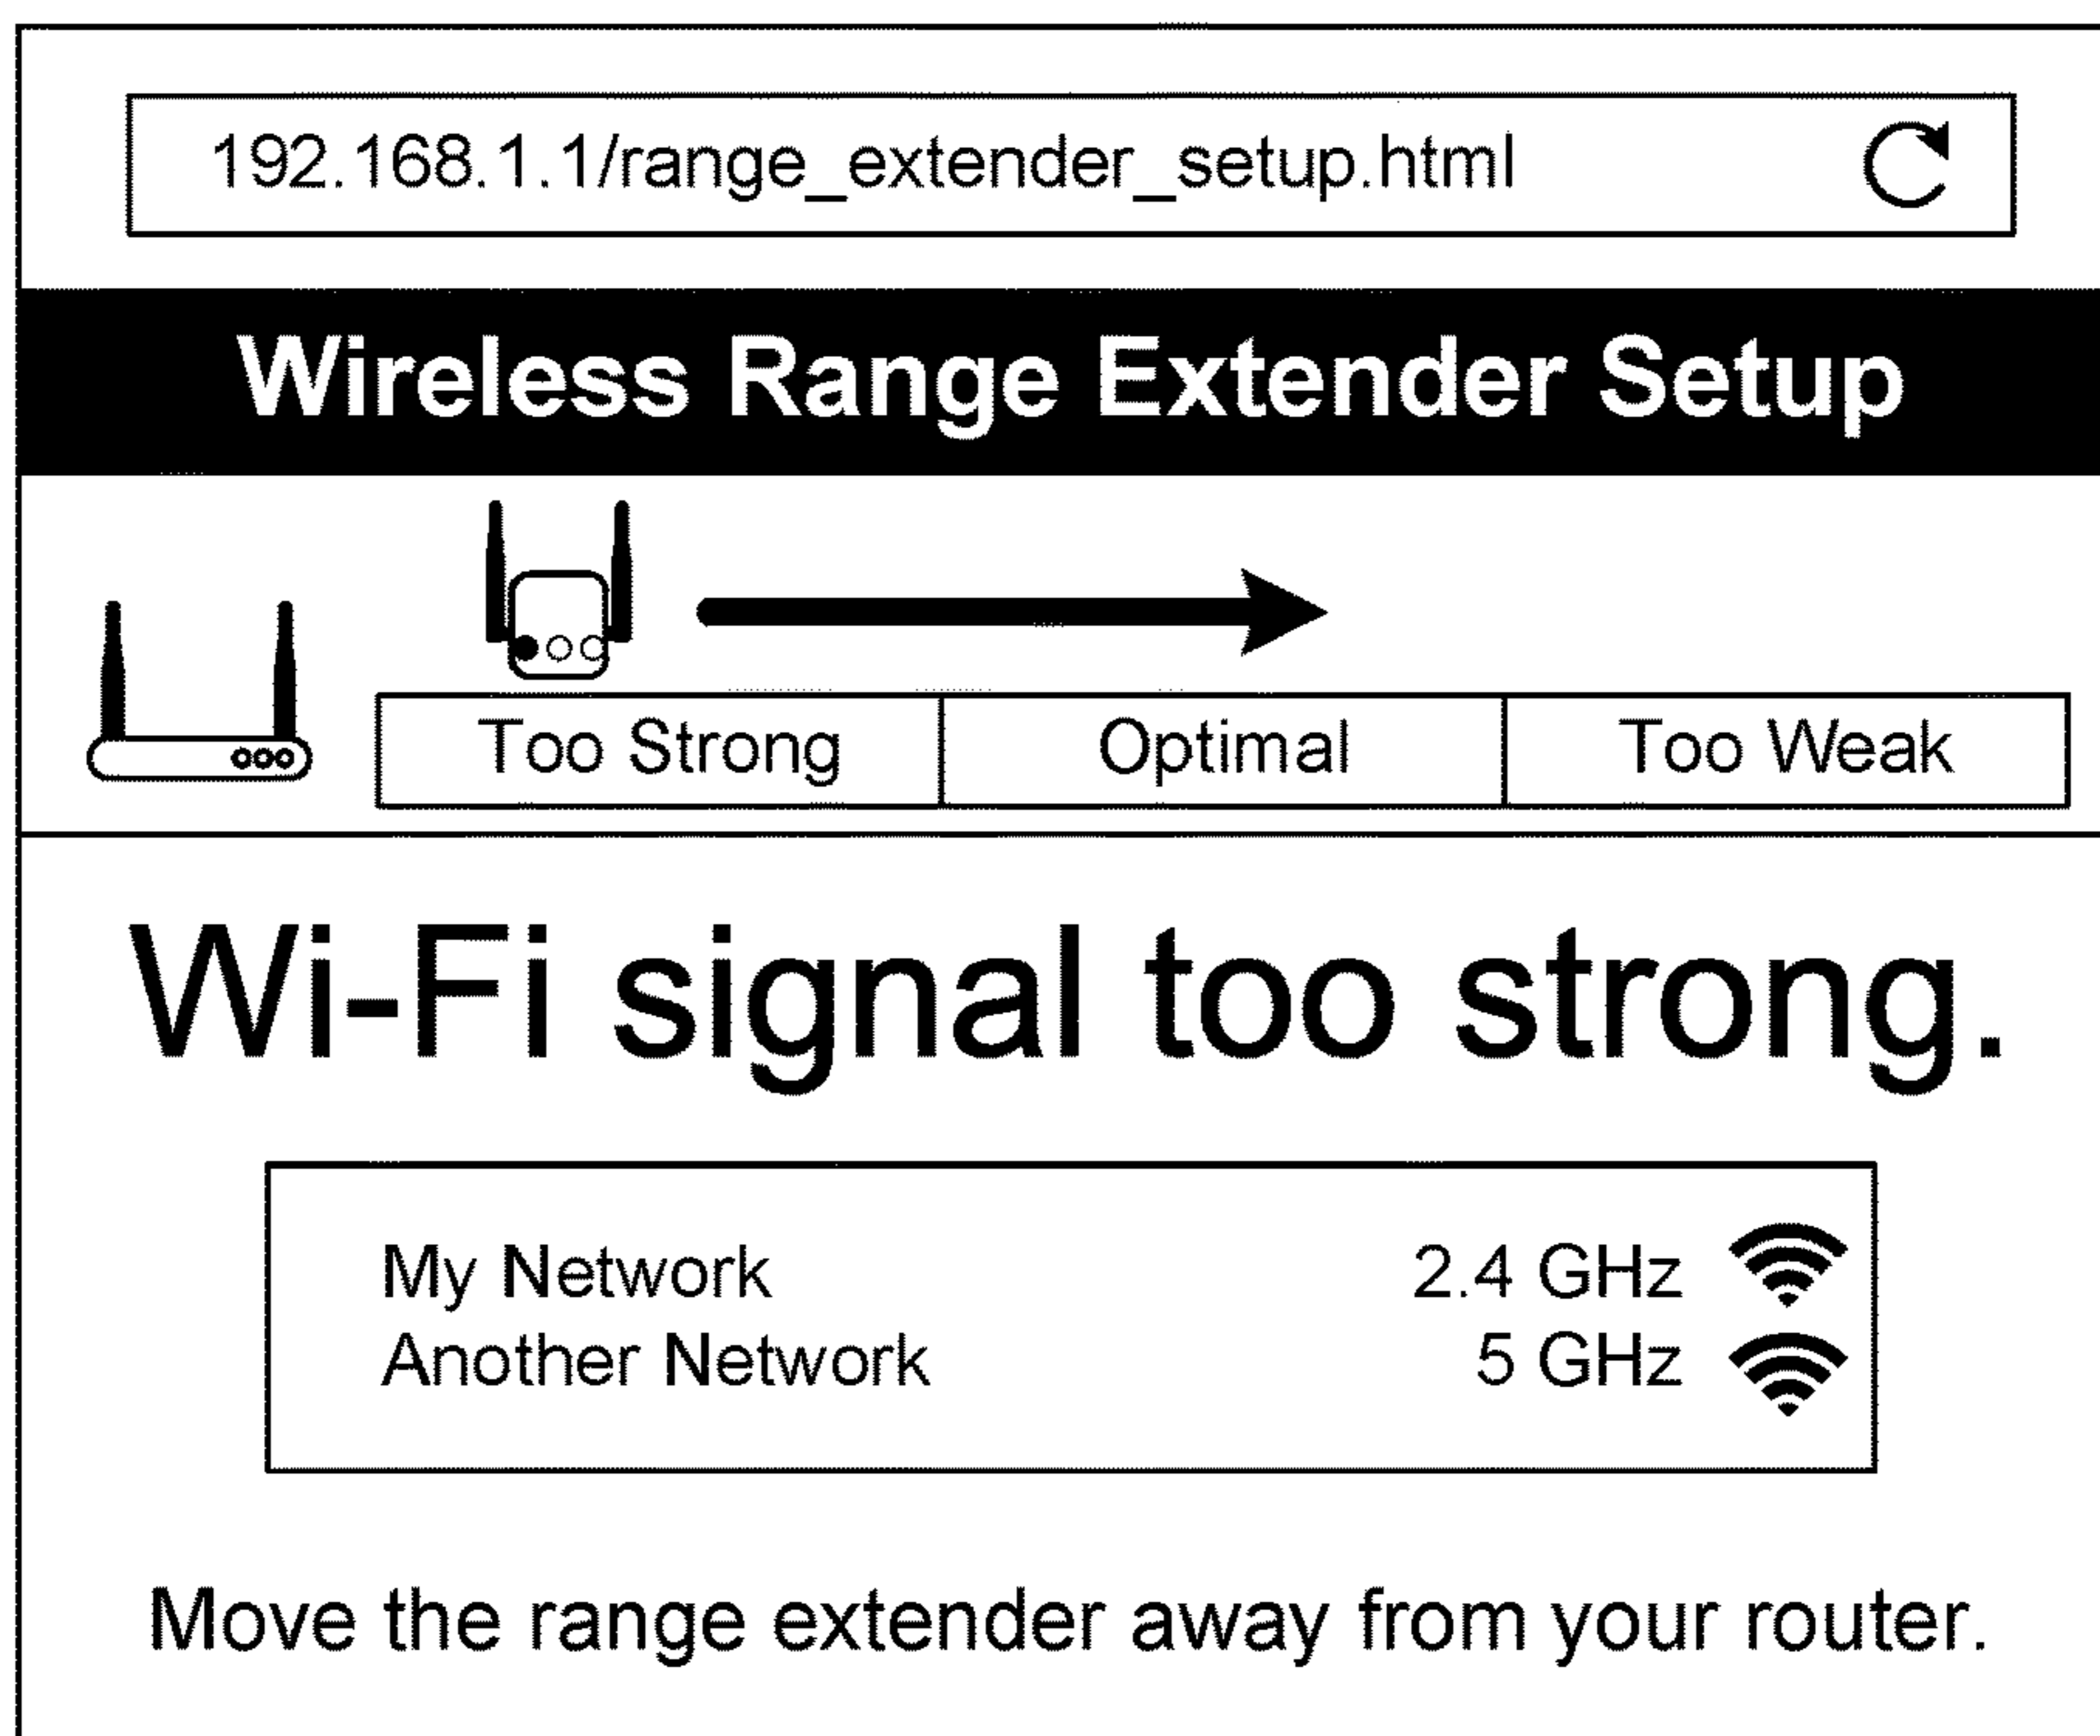 192.168.1.1/range_extender_setup.html
Wireless Range Extender Setup
Too Strong Optimal Too Weak
Wi-Fi signal too strong.
My Network 2.4 GHz
Another Network 5 GHz
Move the range extender away from your router.